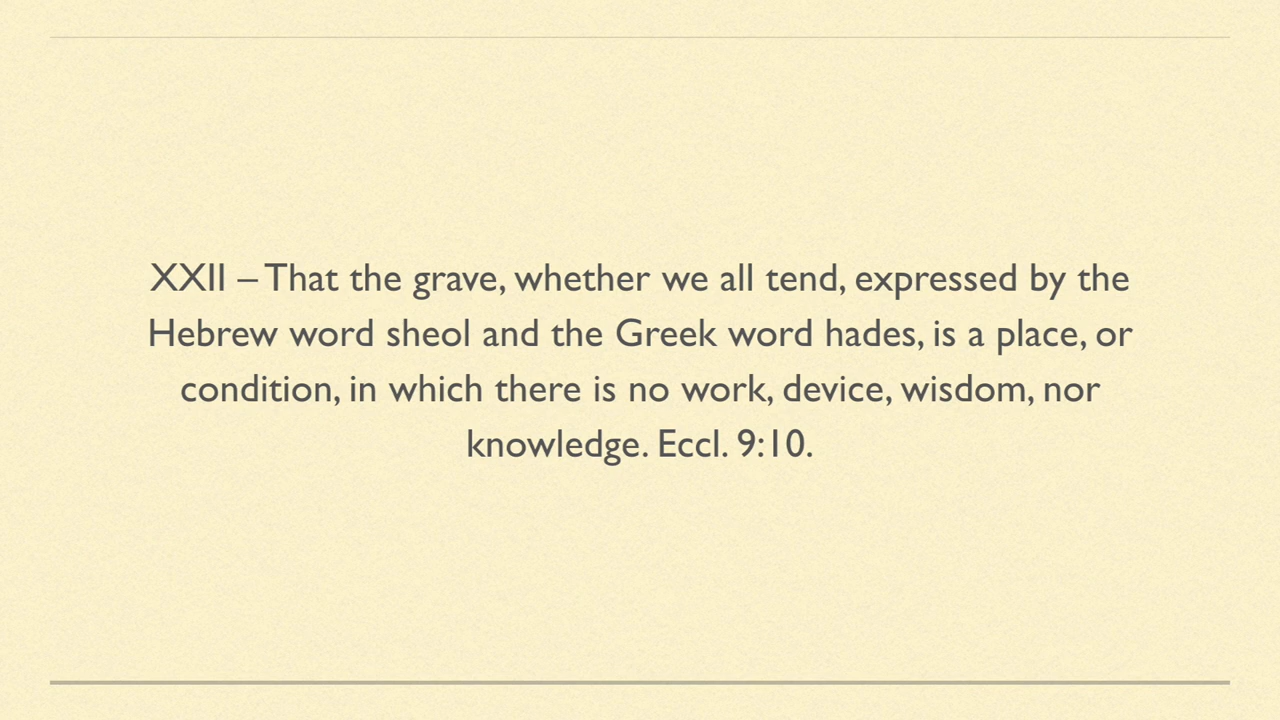 XXII – That the grave, whether we all tend, expressed by the
Hebrew word sheol and the Greek word hades, is a place, or
condition, in which there is no work, device, wisdom, nor
knowledge. Eccl. 9:10.